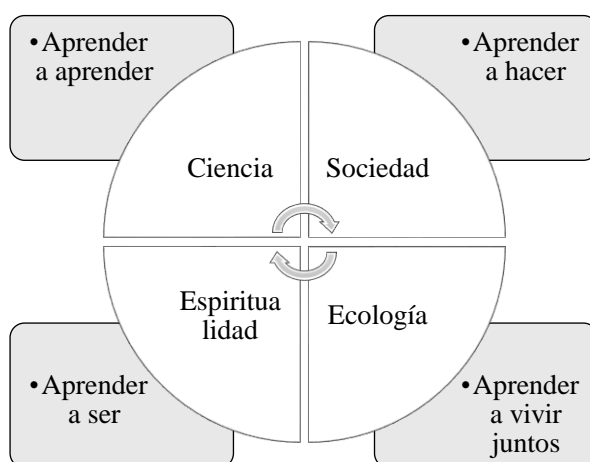 •Aprender
a aprender
•Aprender
a hacer
Ciencia
Sociedad
Espiritua
lidad
Ecología
•Aprender
a ser
•Aprender
a vivir
juntos